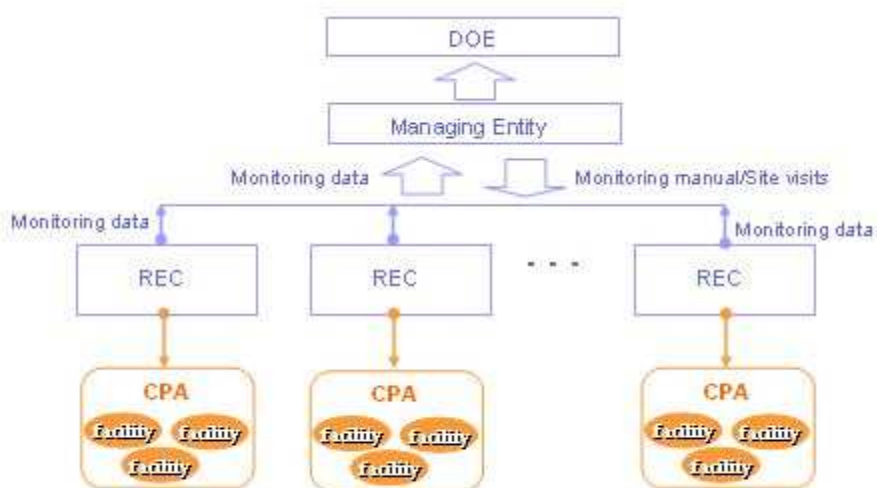 DOE
Managing Entity
Monitoring data
Monitoring manual/Site visits
Monitoring data
Monitoring data
REC
REC
. . .
REC
CPA
CPA
CPA
Facility
Facility
Facility
Facility
Facility
Facility
Facility
Facility
Facility